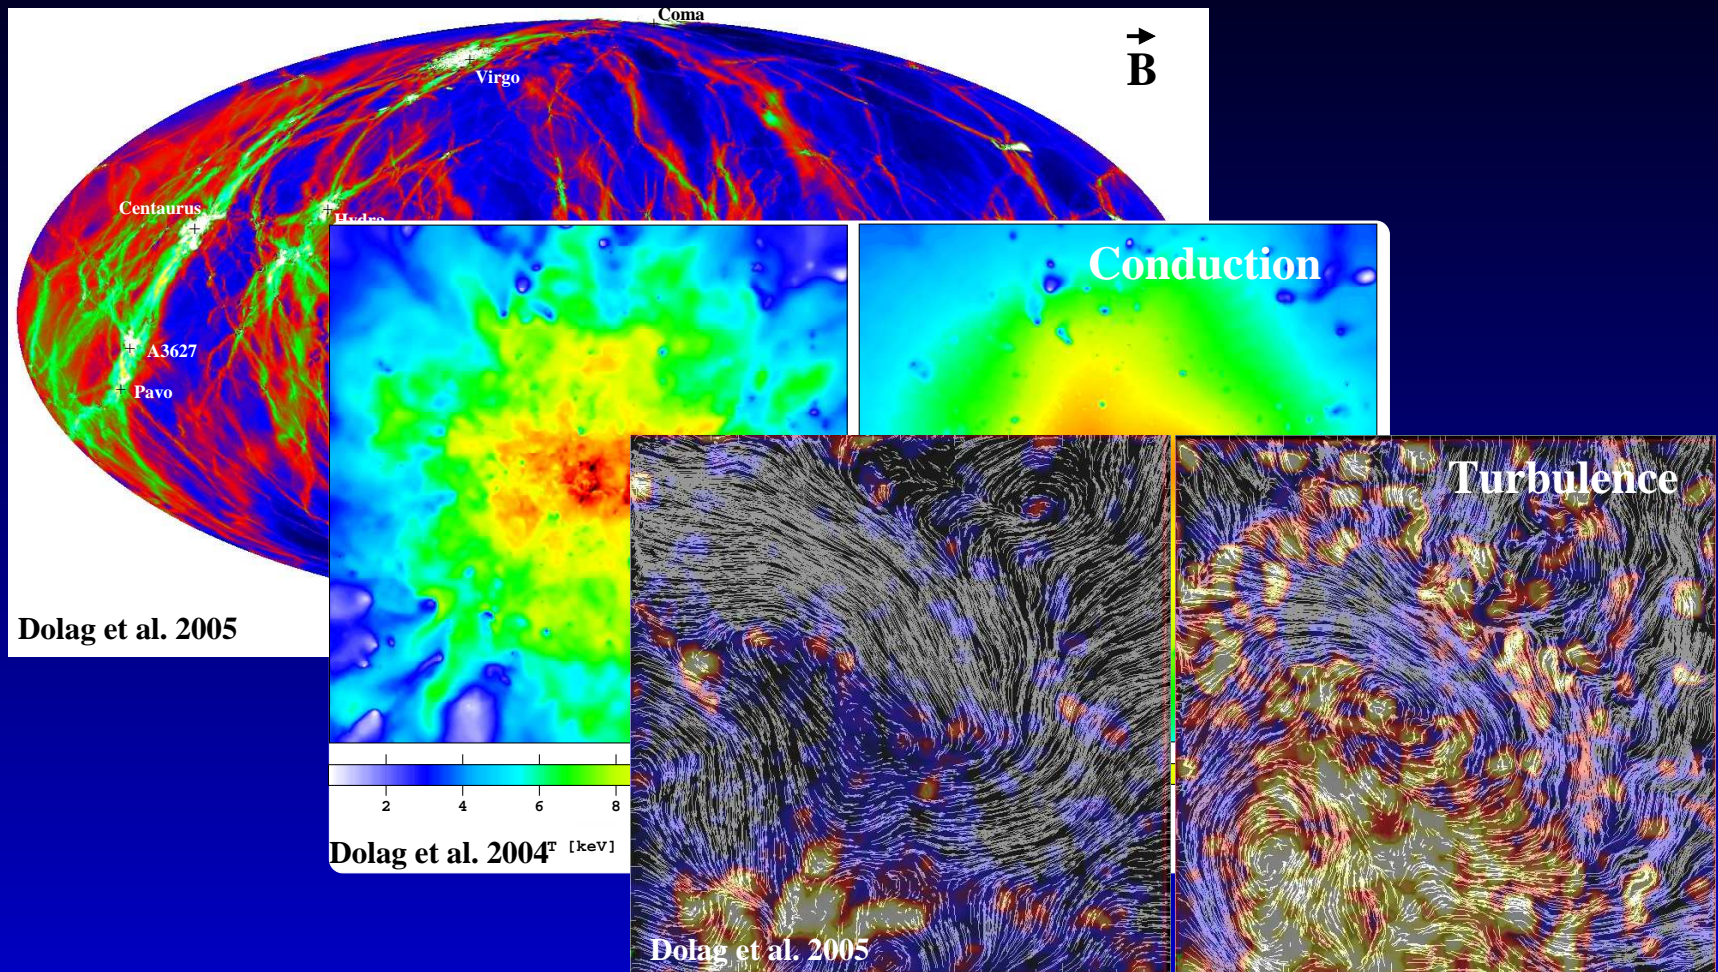 Coma
B
Virgo
Centaurus
Hydra
A3627
Pavo
Dolag et al. 2005
Conduction
2 4 6 8
Dolag et al. 2004 T [keV]
Turbulence
Dolag et al. 2005